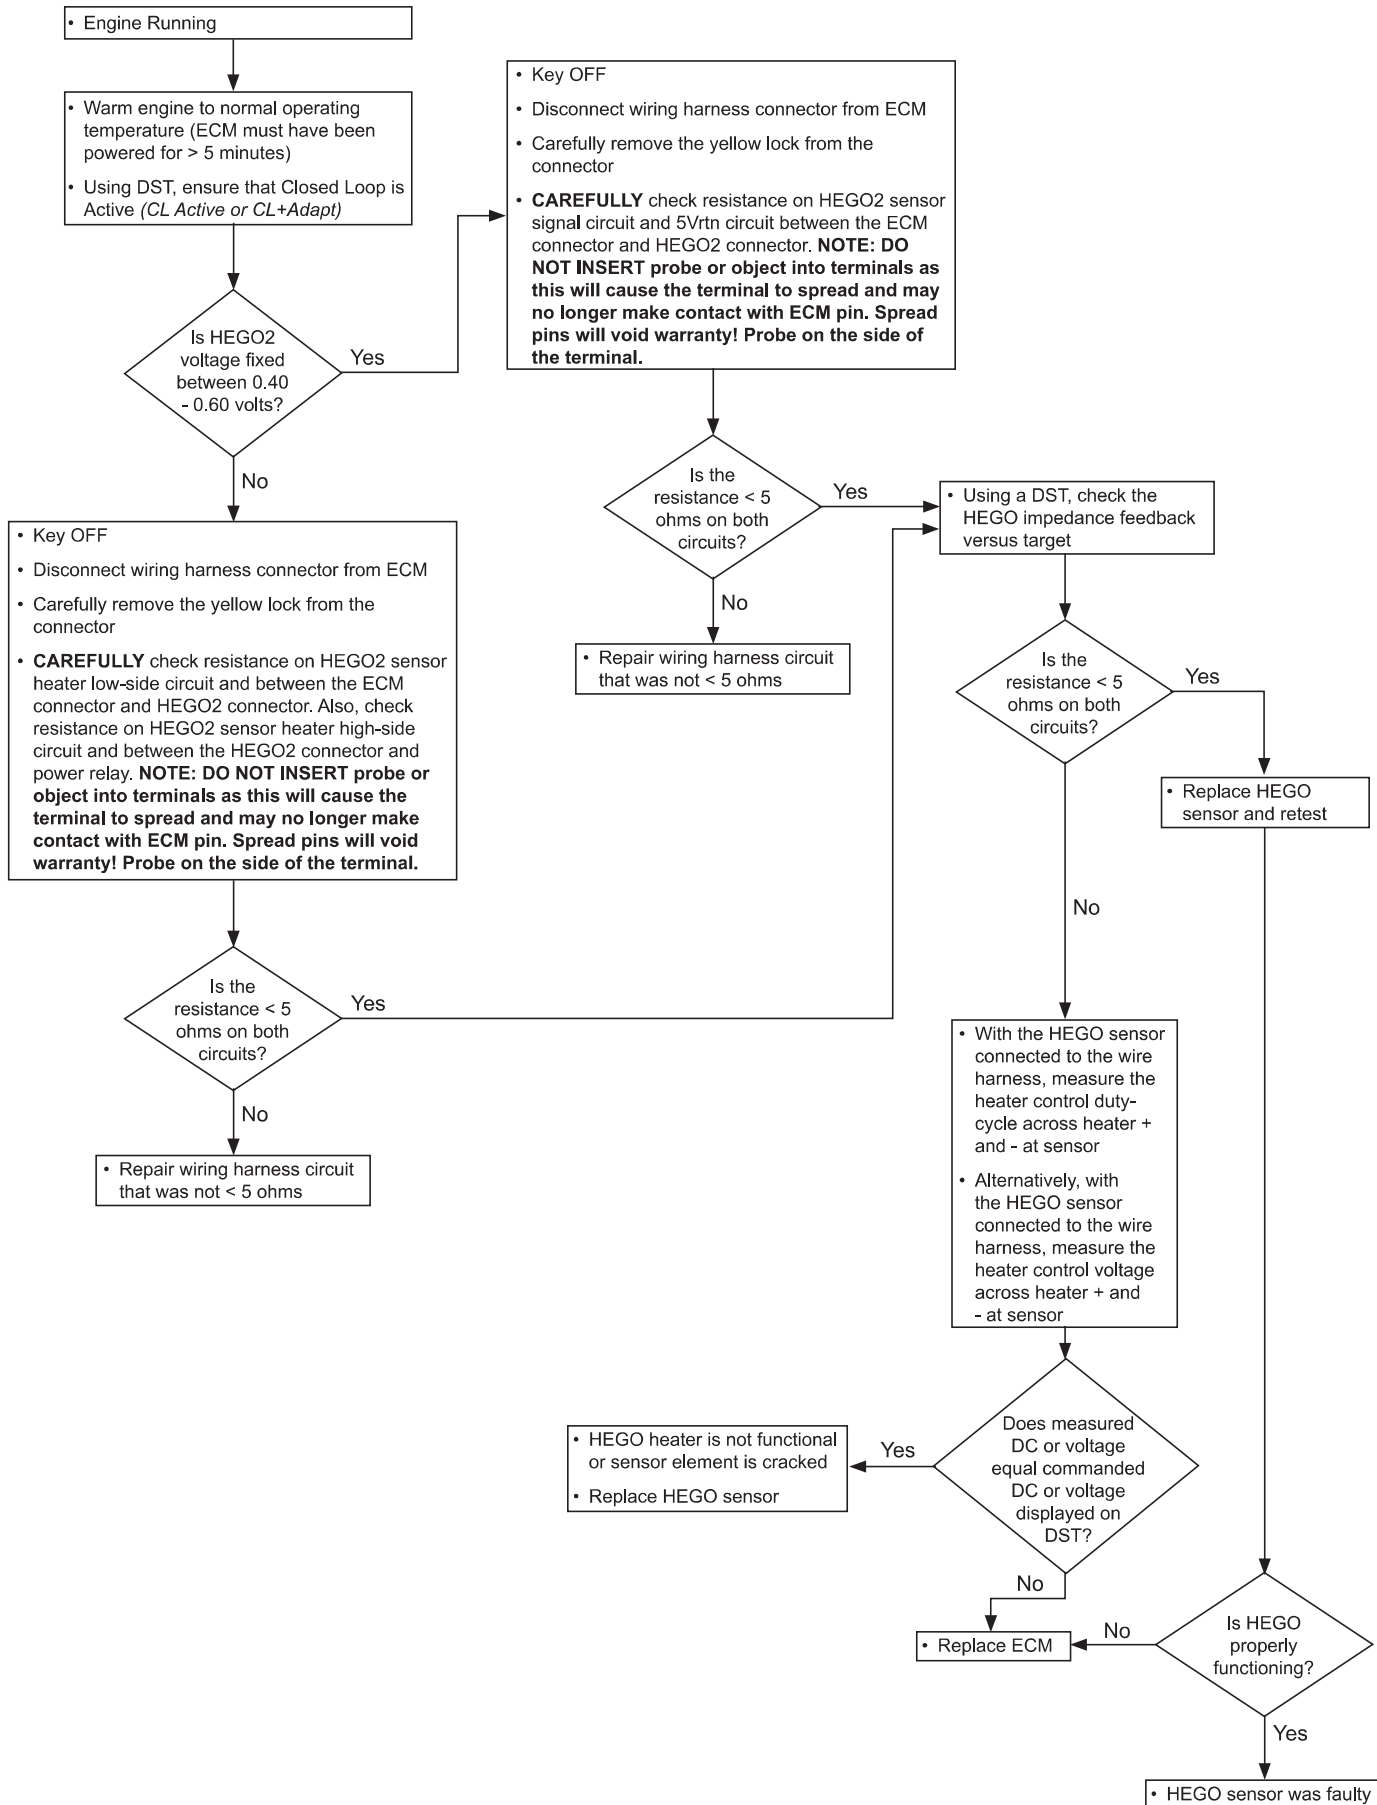 • Engine Running
• Warm engine to normal operating
temperature (ECM must have been
powered for > 5 minutes)
• Using DST, ensure that Closed Loop is
Active (CL Active or CL+Adapt)
Is HEGO2
voltage fixed
between 0.40
- 0.60 volts?
Yes
No
• Key OFF
• Disconnect wiring harness connector from ECM
• Carefully remove the yellow lock from the
connector
• CAREFULLY check resistance on HEGO2 sensor
signal circuit and 5Vrtn circuit between the ECM
connector and HEGO2 connector. NOTE: DO
NOT INSERT probe or object into terminals as
this will cause the terminal to spread and may
no longer make contact with ECM pin. Spread
pins will void warranty! Probe on the side of
the terminal.
Is the
resistance < 5
ohms on both
circuits?
Yes
No
• Repair wiring harness circuit
that was not < 5 ohms
• Key OFF
• Disconnect wiring harness connector from ECM
• Carefully remove the yellow lock from the
connector
• CAREFULLY check resistance on HEGO2 sensor
heater low-side circuit and between the ECM
connector and HEGO2 connector. Also, check
resistance on HEGO2 sensor heater high-side
circuit and between the HEGO2 connector and
power relay. NOTE: DO NOT INSERT probe or
object into terminals as this will cause the
terminal to spread and may no longer make
contact with ECM pin. Spread pins will void
warranty! Probe on the side of the terminal.
Is the
resistance < 5
ohms on both
circuits?
Yes
No
• Repair wiring harness circuit
that was not < 5 ohms
• Using a DST, check the
HEGO impedance feedback
versus target
Is the
resistance < 5
ohms on both
circuits?
Yes
• Replace HEGO
sensor and retest
No
• With the HEGO sensor
connected to the wire
harness, measure the
heater control duty-
cycle across heater +
and - at sensor
• Alternatively, with
the HEGO sensor
connected to the wire
harness, measure the
heater control voltage
across heater + and
- at sensor
Does measured
DC or voltage
equal commanded
DC or voltage
displayed on
DST?
Yes
• HEGO heater is not functional
or sensor element is cracked
• Replace HEGO sensor
No
• Replace ECM
No
Is HEGO
properly
functioning?
Yes
• HEGO sensor was faulty